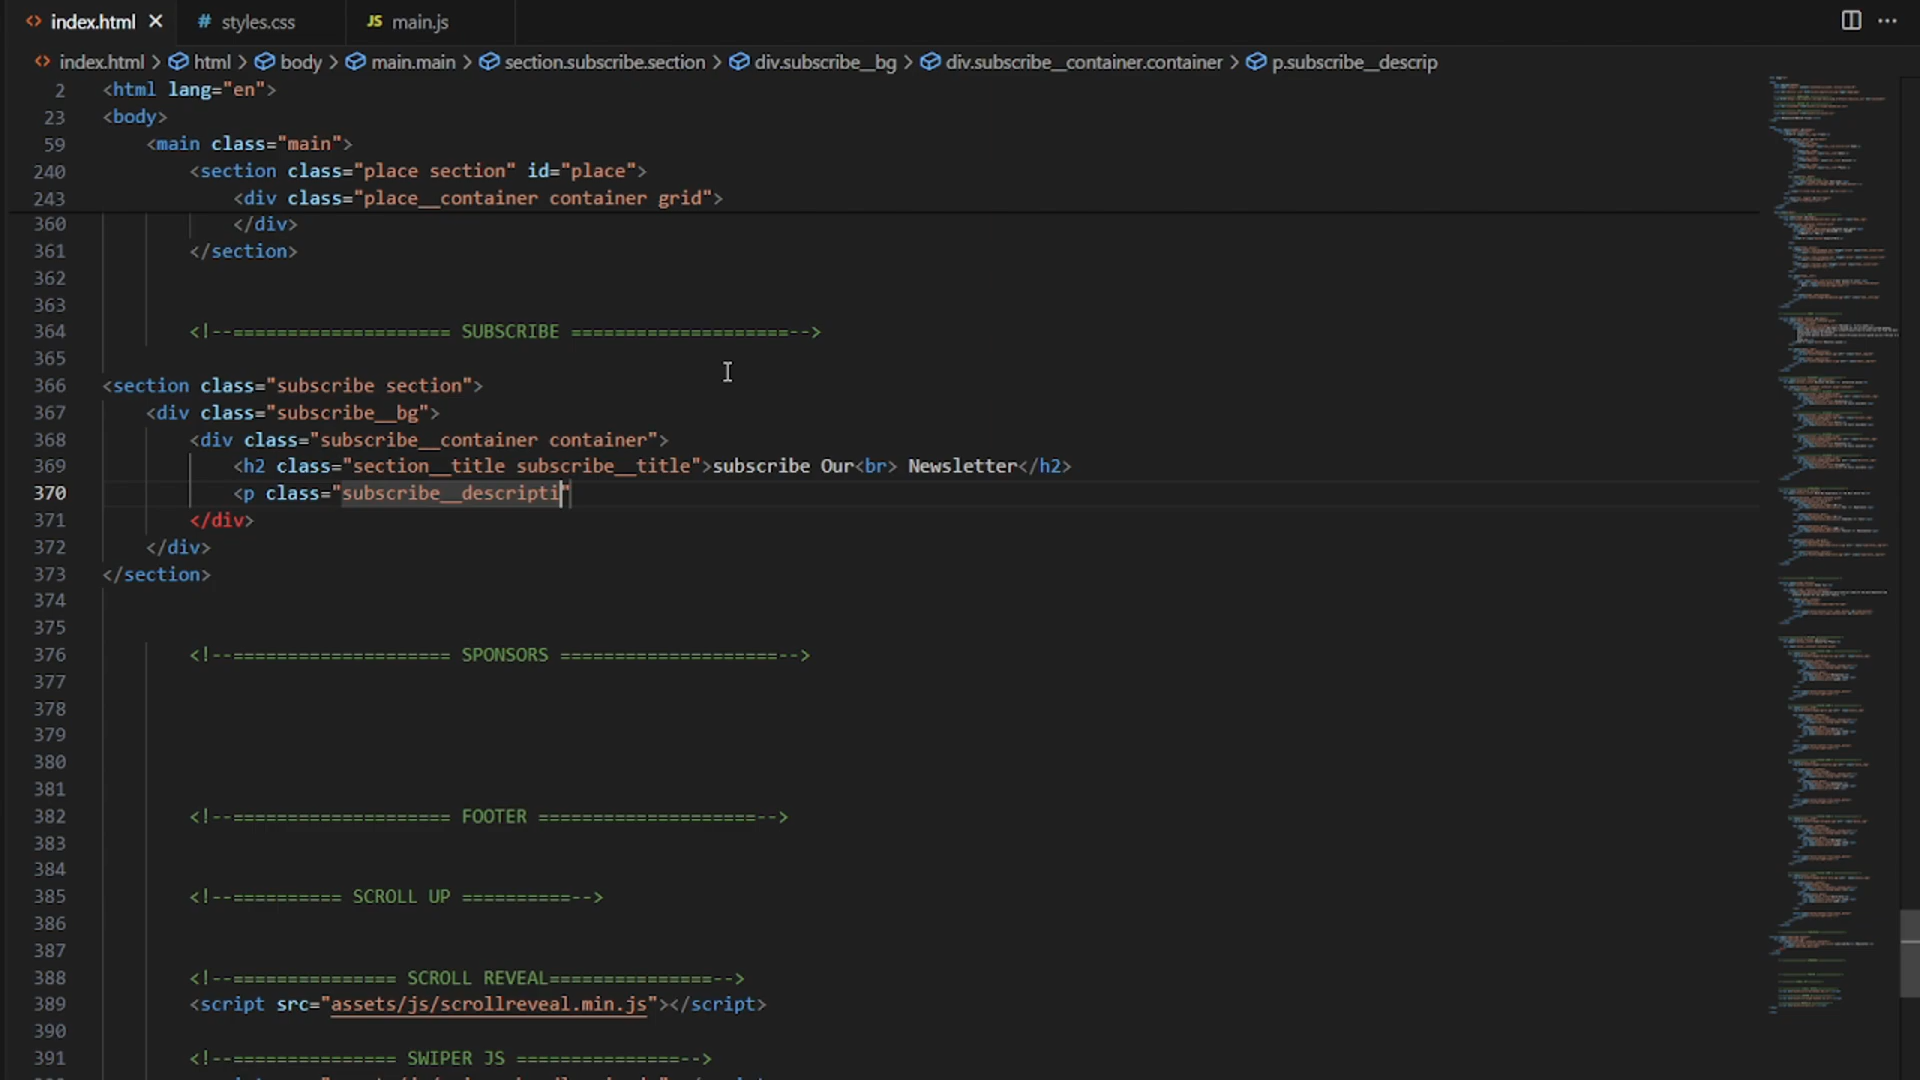 <> index.html × # styles.css JS main.js ···
<> index.html > html > body > main.main > section.subscribe.section > div.subscribe__bg > div.subscribe__container.container > p.subscribe__descrip
2 <html lang="en">
23 <body>
59 <main class="main">
240 <section class="place section" id="place">
243 <div class="place__container container grid">
360 </div>
361 </section>
362
363
364 <!--==================== SUBSCRIBE ====================-->
365
366 <section class="subscribe section">
367 <div class="subscribe__bg">
368 <div class="subscribe__container container">
369 <h2 class="section__title subscribe__title">subscribe Our<br> Newsletter</h2>
370 <p class="subscribe__descripti"
371 </div>
372 </div>
373 </section>
374
375
376 <!--==================== SPONSORS ====================-->
377
378
379
380
381
382 <!--==================== FOOTER ====================-->
383
384
385 <!--========== SCROLL UP ==========-->
386
387
388 <!--=============== SCROLL REVEAL===============-->
389 <script src="assets/js/scrollreveal.min.js"></script>
390
391 <!--=============== SWIPER JS ===============-->